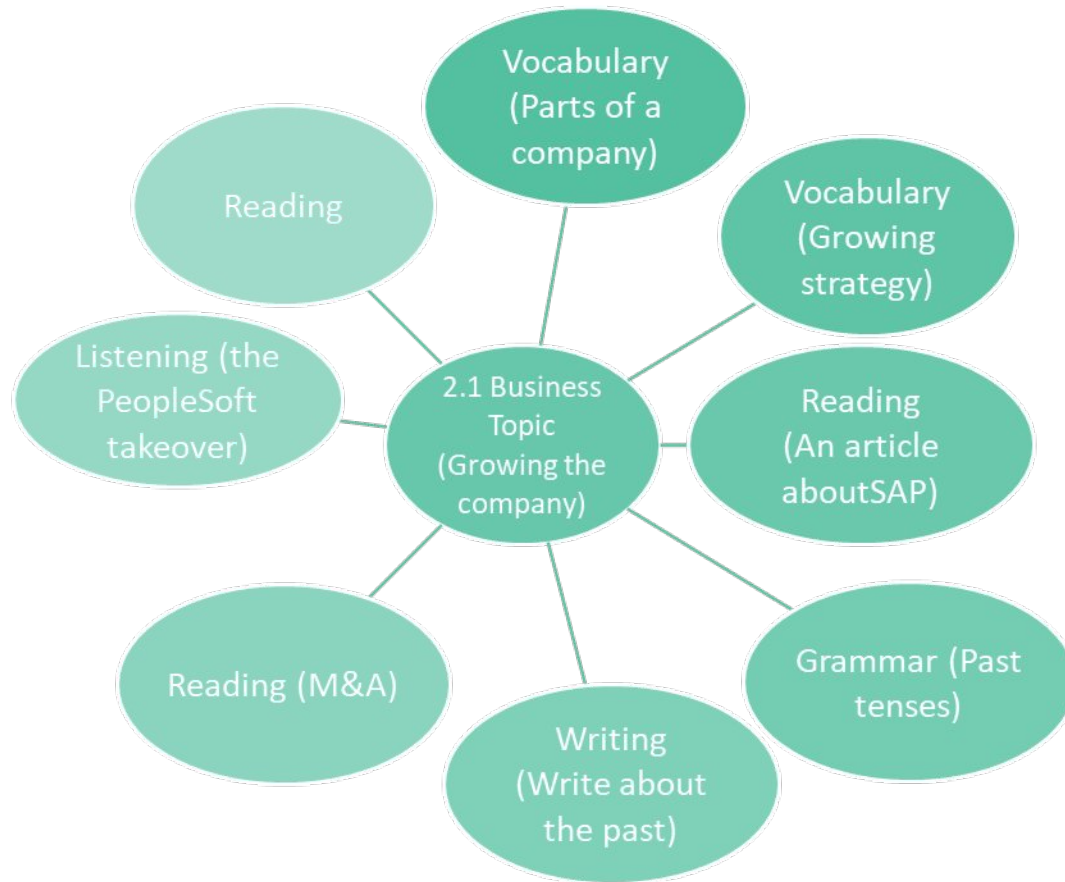 Vocabulary
(Parts of a
company)
Vocabulary
(Growing
strategy)
Reading
(An article
aboutSAP)
Grammar (Past
tenses)
Writing
(Write about
the past)
Reading (M&A)
Listening (the
PeopleSoft
takeover)
Reading
2.1 Business
Topic
(Growing the
company)